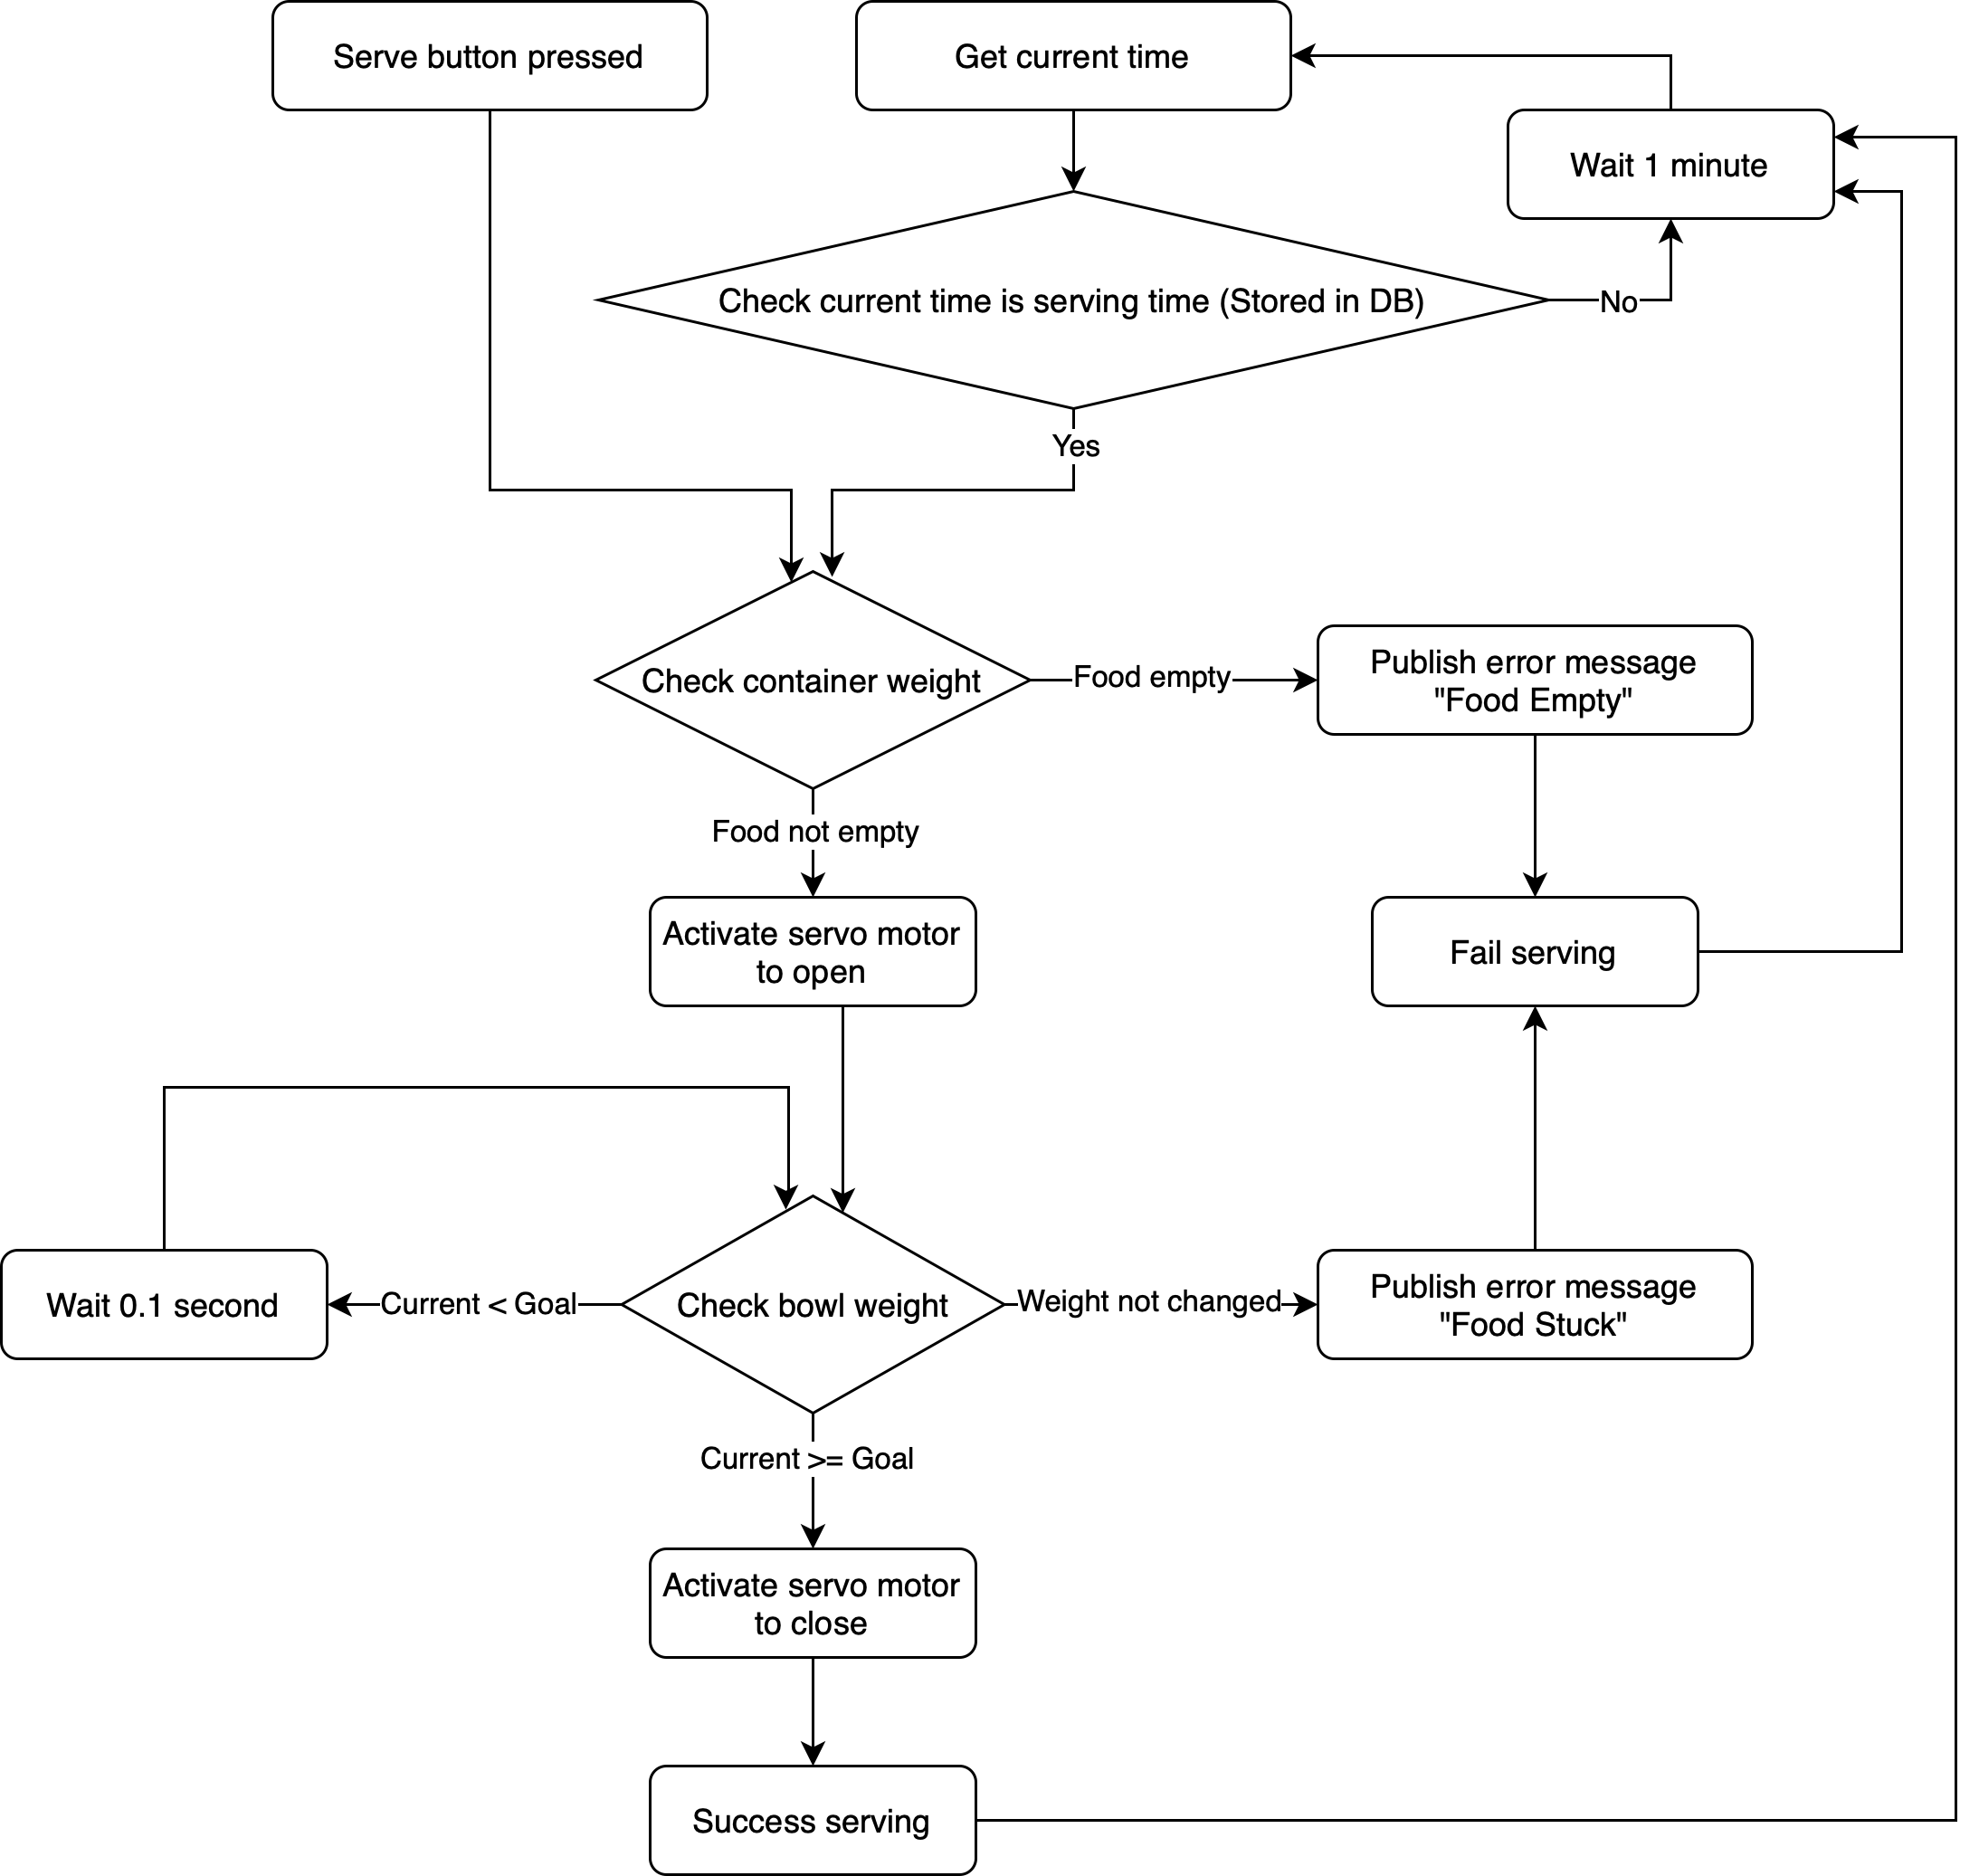 Serve button pressed
Get current time
Wait 1 minute
Check current time is serving time (Stored in DB)
No
Yes
Check container weight
Food empty
Publish error message
"Food Empty"
Food not empty
Activate servo motor
to open
Fail serving
Wait 0.1 second
Current < Goal
Check bowl weight
Weight not changed
Publish error message
"Food Stuck"
Current >= Goal
Activate servo motor
to close
Success serving